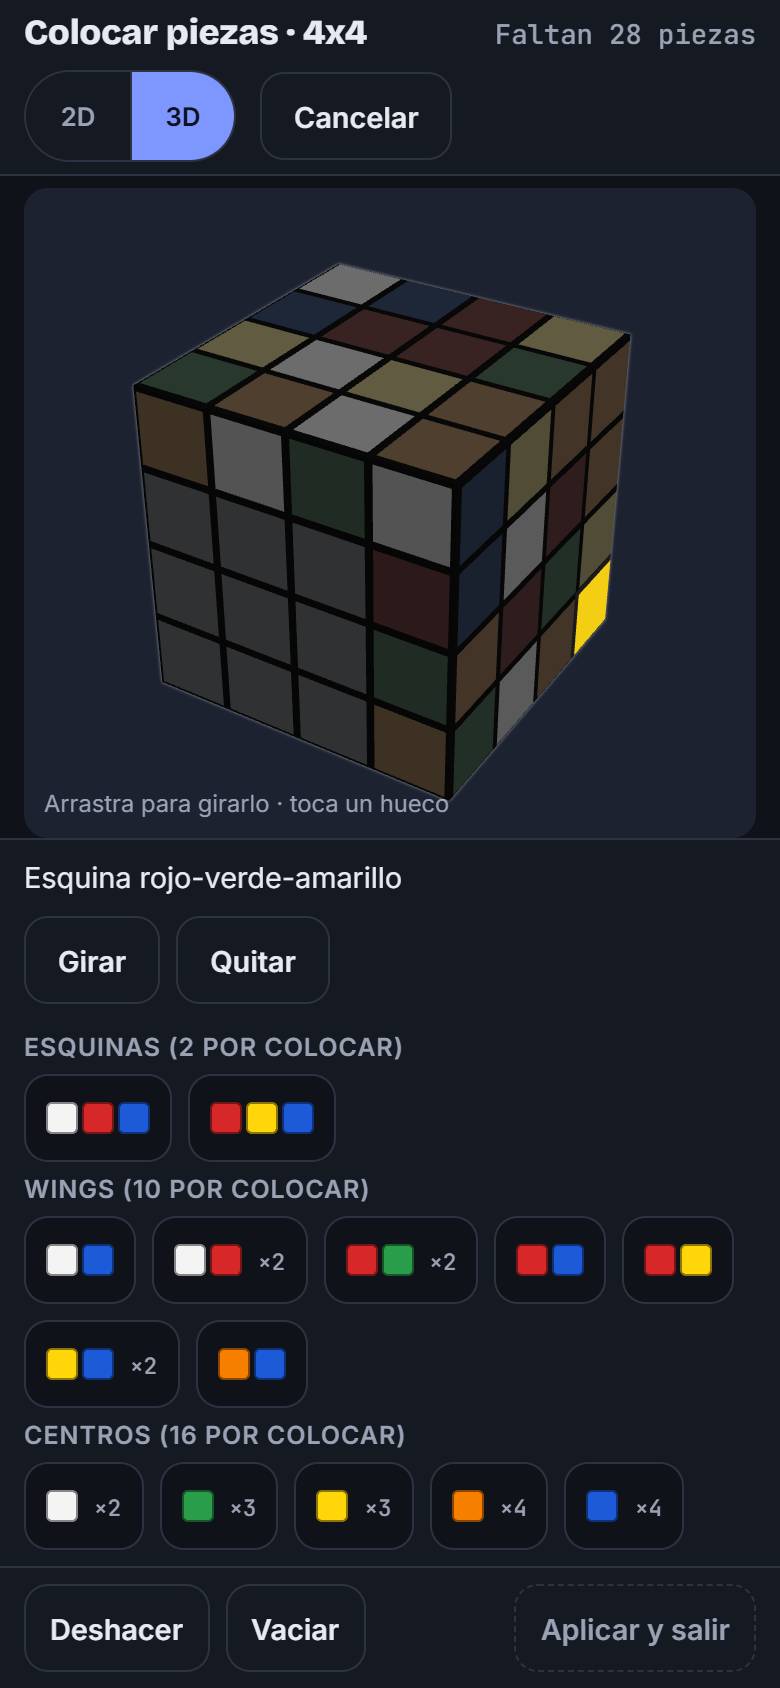 Colocar piezas · 4x4
Faltan 28 piezas
2D
3D
Cancelar
Arrastra para girarlo · toca un hueco
Esquina rojo-verde-amarillo
Girar
Quitar
ESQUINAS (2 POR COLOCAR)
WINGS (10 POR COLOCAR)
×2
×2
×2
CENTROS (16 POR COLOCAR)
×2
×3
×3
×4
×4
Deshacer
Vaciar
Aplicar y salir